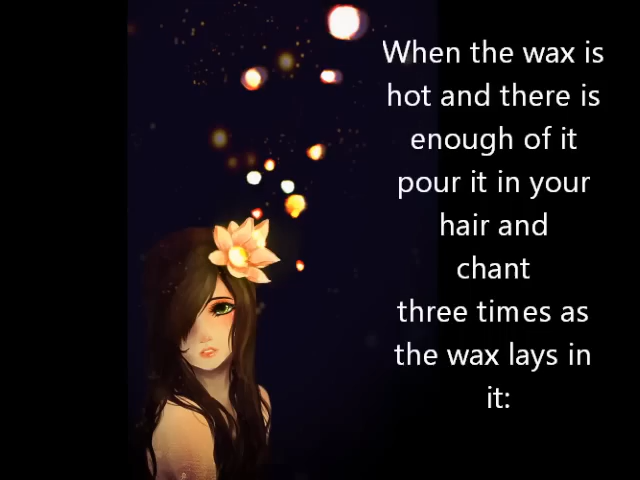 When the wax is
hot and there is
enough of it
pour it in your
hair and
chant
three times as
the wax lays in
it: